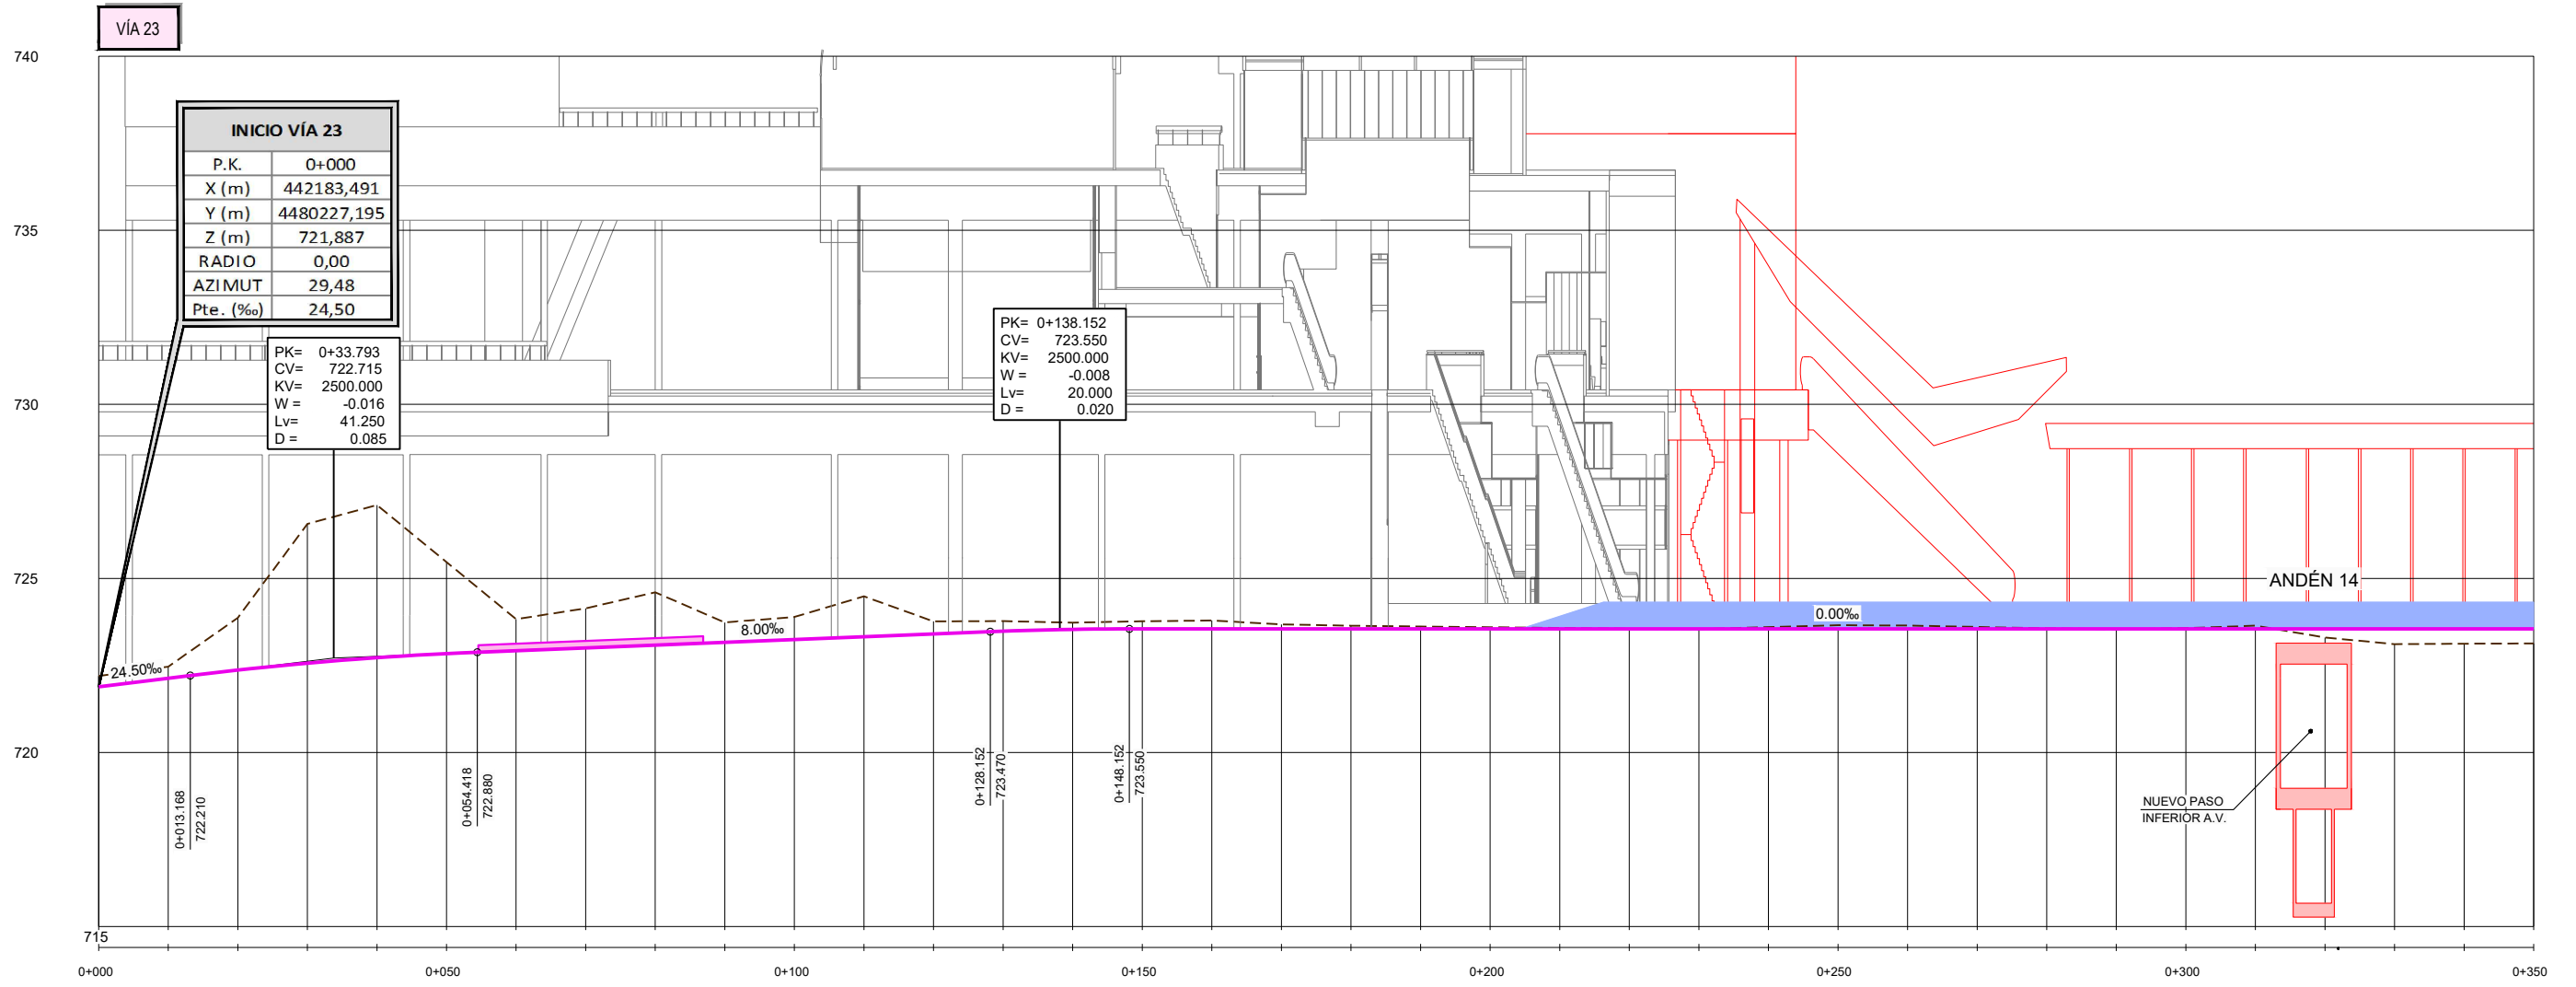 VÍA 23
740
735
730
725
720
715
INICIO VÍA 23
P.K. 0+000
X (m) 442183,491
Y (m) 4480227,195
Z (m) 721,887
RADIO 0,00
AZIMUT 29,48
Pte. (‰) 24,50
PK= 0+33.793
CV= 722.715
KV= 2500.000
W = -0.016
Lv= 41.250
D = 0.085
PK= 0+138.152
CV= 723.550
KV= 2500.000
W = -0.008
Lv= 20.000
D = 0.020
24.50‰
8.00‰
0.00‰
ANDÉN 14
0+013.168
722.210
0+054.418
722.880
0+128.152
723.470
0+148.152
723.550
NUEVO PASO
INFERIOR A.V.
0+000 0+050 0+100 0+150 0+200 0+250 0+300 0+350